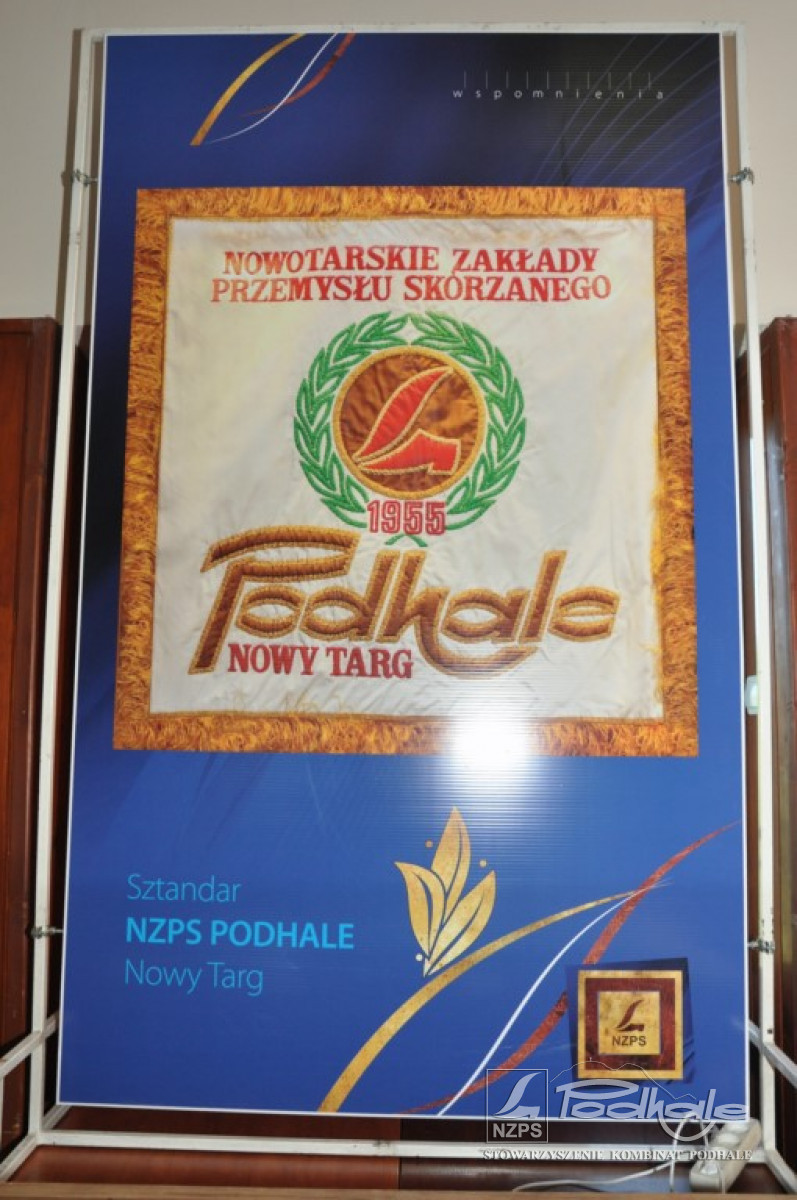 wspomnienia
NOWOTARSKIE ZAKŁADY
PRZEMYSŁU SKÓRZANEGO
1955
Podhale
NOWY TARG
Sztandar
NZPS PODHALE
Nowy Targ
NZPS
NZPS
Podhale
STOWARZYSZENIE KOMBINAT PODHALE